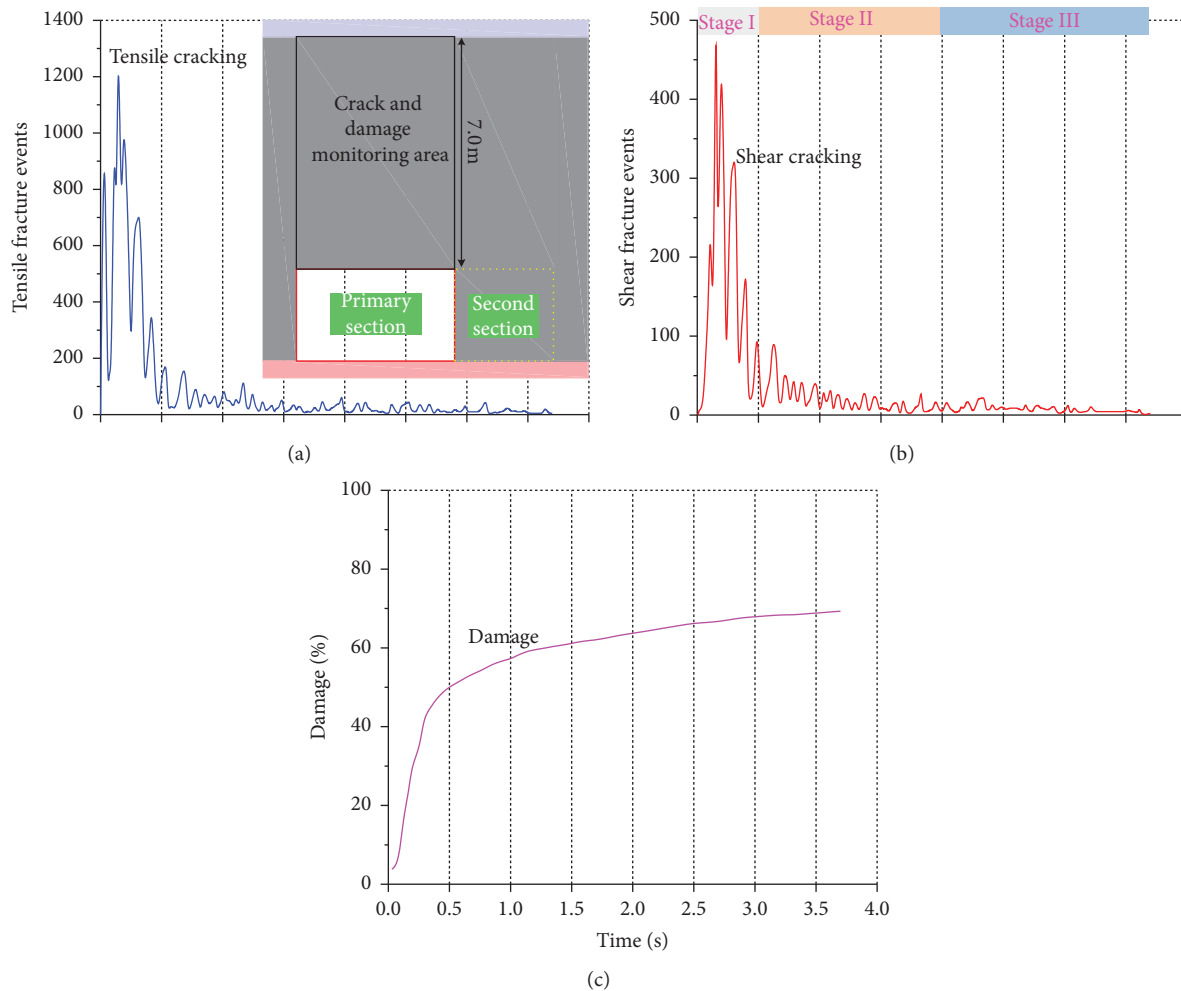 1400
1200
1000
800
600
400
200
0
Tensile fracture events
Tensile cracking
Crack and
damage
monitoring area
7.0m
Primary
section
Second
section
(a)
500
400
300
200
100
0
Shear fracture events
Stage I
Stage II
Stage III
Shear cracking
(b)
100
80
60
40
20
0
Damage (%)
Damage
0.0
0.5
1.0
1.5
2.0
2.5
3.0
3.5
4.0
Time (s)
(c)